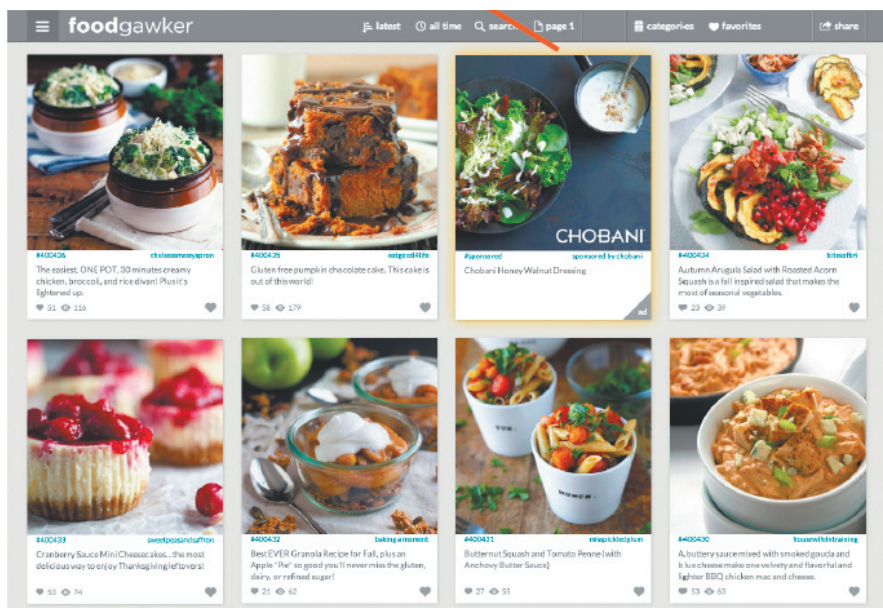 foodgawker
latest all time search page 1 categories favorites share
#400436 chelseasmessyapron
The easiest, ONE POT, 30 minutes creamy
chicken, broccoli, and rice divan! Plus it's
lightened up.
51 116
#400435 eatgood4life
Gluten free pumpkin chocolate cake. This cake is
out of this world!
58 179
CHOBANI
#sponsored sponsored by chobani
Chobani Honey Walnut Dressing
ad
#400434 bitesofbri
Autumn Arugula Salad with Roasted Acorn
Squash is a fall inspired salad that makes the
most of seasonal vegetables.
23 39
#400433 sweetpeasandsaffron
Cranberry Sauce Mini Cheesecakes...the most
delicious way to enjoy Thanksgiving leftovers!
53 74
#400432 bakingamoment
Best EVER Granola Recipe for Fall, plus an
Apple "Pie" so good you'll never miss the gluten,
dairy, or refined sugar!
21 62
MUNCH.
#400431 misspickledplum
Butternut Squash and Tomato Penne (with
Anchovy Butter Sauce)
27 55
#400430 housewifeintraining
A buttery sauce mixed with smoked gouda and
blue cheese make one velvety and flavorful and
lighter BBQ chicken mac and cheese.
53 63